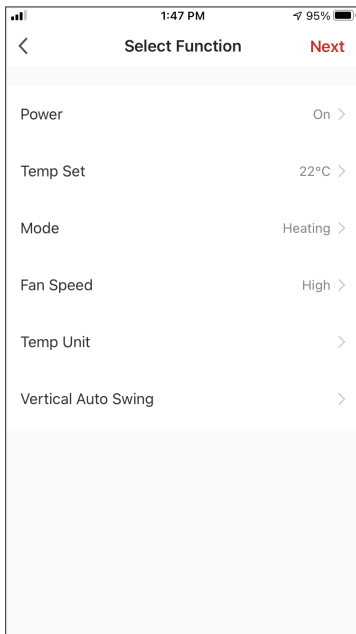 1:47 PM 95%
Select Function Next
Power On
Temp Set 22°C
Mode Heating
Fan Speed High
Temp Unit
Vertical Auto Swing